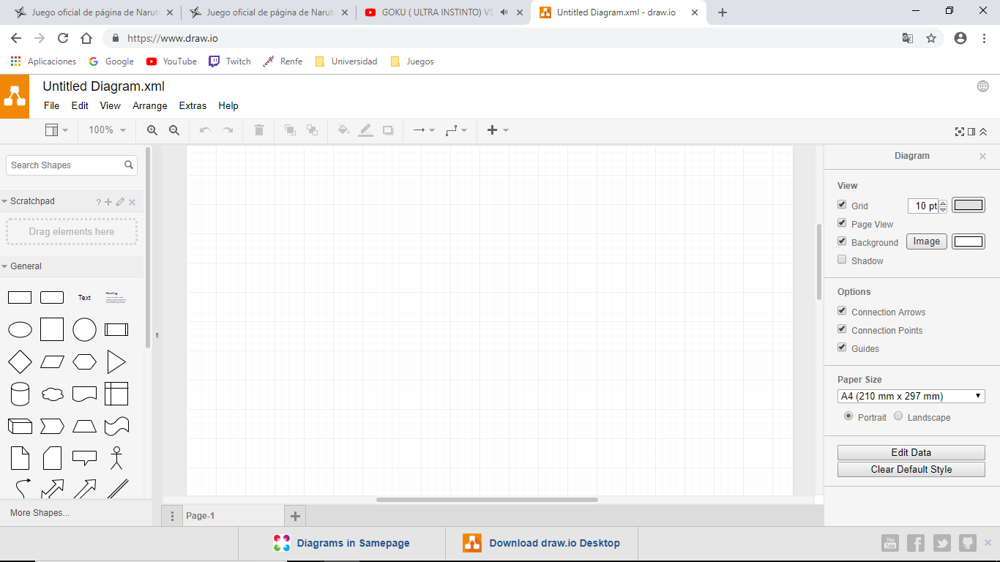 Juego oficial de página de Narut
Juego oficial de página de Narut
GOKU ( ULTRA INSTINTO) VS
Untitled Diagram.xml - draw.io
https://www.draw.io
Aplicaciones
Google
YouTube
Twitch
Renfe
Universidad
Juegos
Untitled Diagram.xml
File Edit View Arrange Extras Help
100%
Search Shapes
Scratchpad
?
Drag elements here
General
Text
Heading
More Shapes...
Page-1
Diagram
View
Grid
10 pt
Page View
Background
Image
Shadow
Options
Connection Arrows
Connection Points
Guides
Paper Size
A4 (210 mm x 297 mm)
Portrait
Landscape
Edit Data
Clear Default Style
Diagrams in Samepage
Download draw.io Desktop
You
Tube